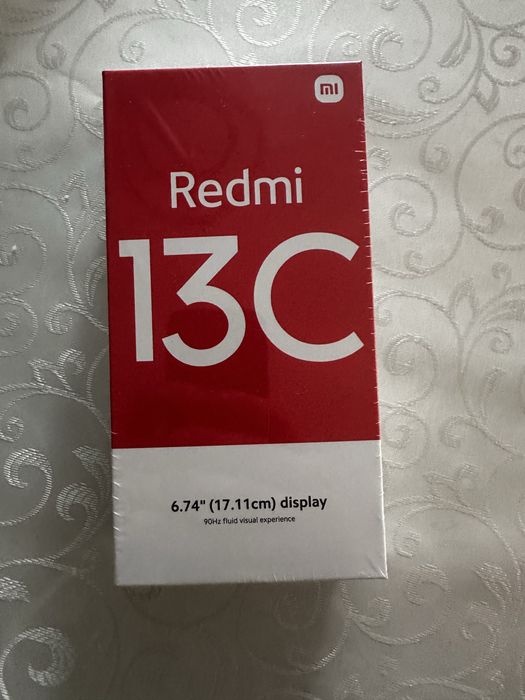 mi
Redmi
13C
6.74" (17.11cm) display
90Hz fluid visual experience